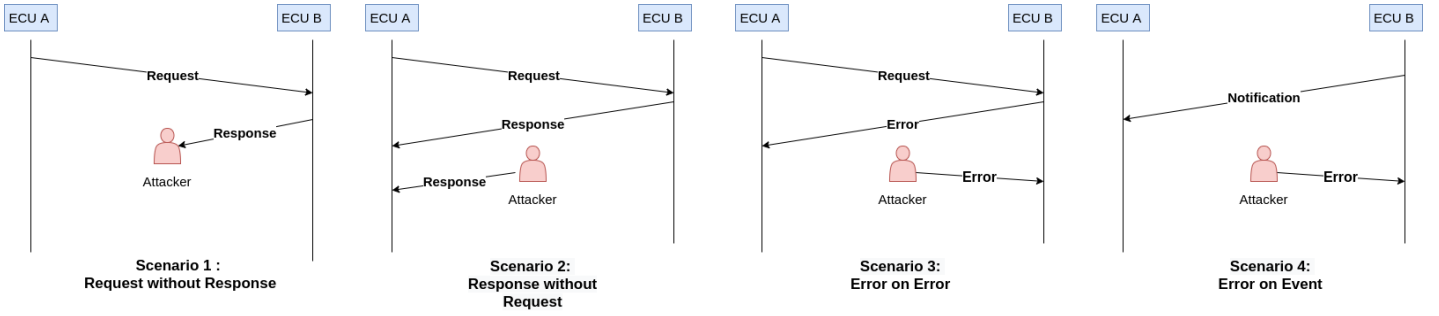 ECU A
ECU B
Request
Response
Attacker
Scenario 1 :
Request without Response
ECU A
ECU B
Request
Response
Response
Attacker
Scenario 2:
Response without
Request
ECU A
ECU B
Request
Error
Error
Attacker
Scenario 3:
Error on Error
ECU A
ECU B
Notification
Error
Attacker
Scenario 4:
Error on Event